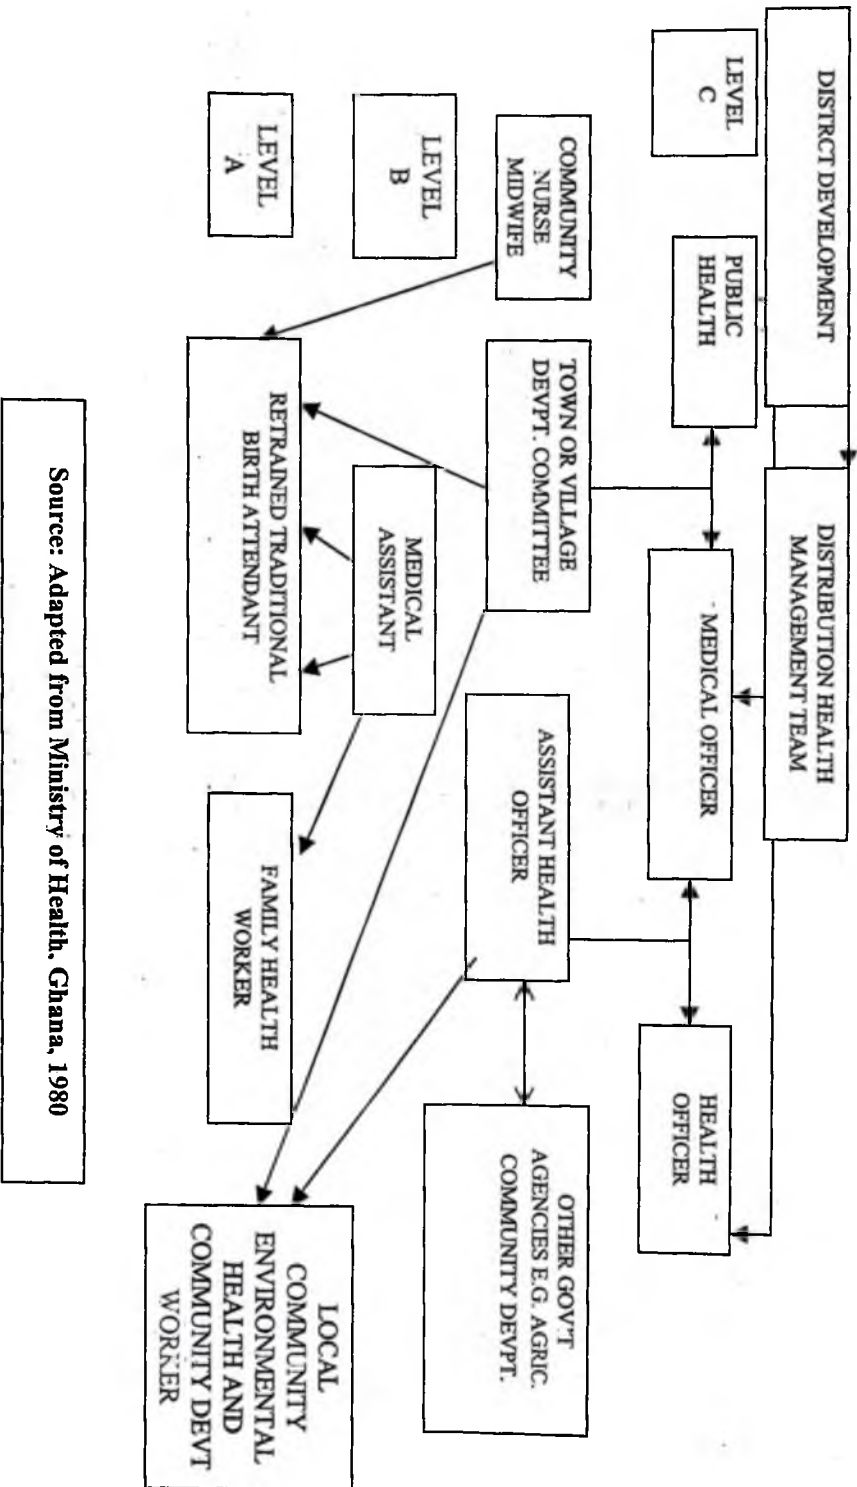 DISTRCT DEVELOPMENT
DISTRIBUTION HEALTH
MANAGEMENT TEAM
LEVEL
C
PUBLIC
HEALTH
MEDICAL OFFICER
HEALTH
OFFICER
COMMUNITY
NURSE
MIDWIFE
TOWN OR VILLAGE
DEVPT. COMMITTEE
ASSISTANT HEALTH
OFFICER
OTHER GOV'T
AGENCIES E.G. AGRIC.
COMMUNITY DEVPT.
LEVEL
B
MEDICAL
ASSISTANT
LEVEL
A
RETRAINED TRADITIONAL
BIRTH ATTENDANT
FAMILY HEALTH
WORKER
LOCAL
COMMUNITY
ENVIRONMENTAL
HEALTH AND
COMMUNITY DEVT
WORKER
Source: Adapted from Ministry of Health, Ghana, 1980